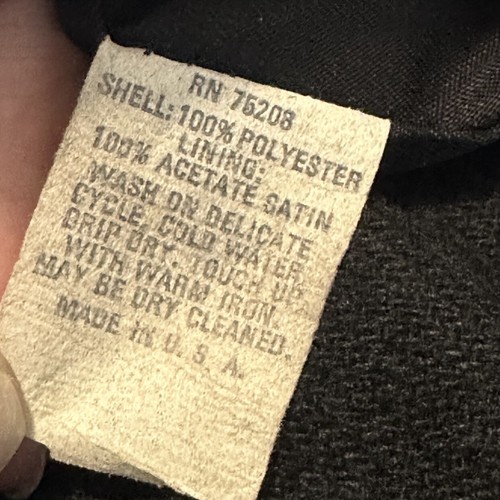 RN 75208
SHELL: 100% POLYESTER
LINING:
100% ACETATE SATIN
WASH ON DELICATE
CYCLE. COLD WATER.
DRIP DRY. TOUCH UP
WITH WARM IRON.
MAY BE DRY CLEANED.
MADE IN U. S. A.